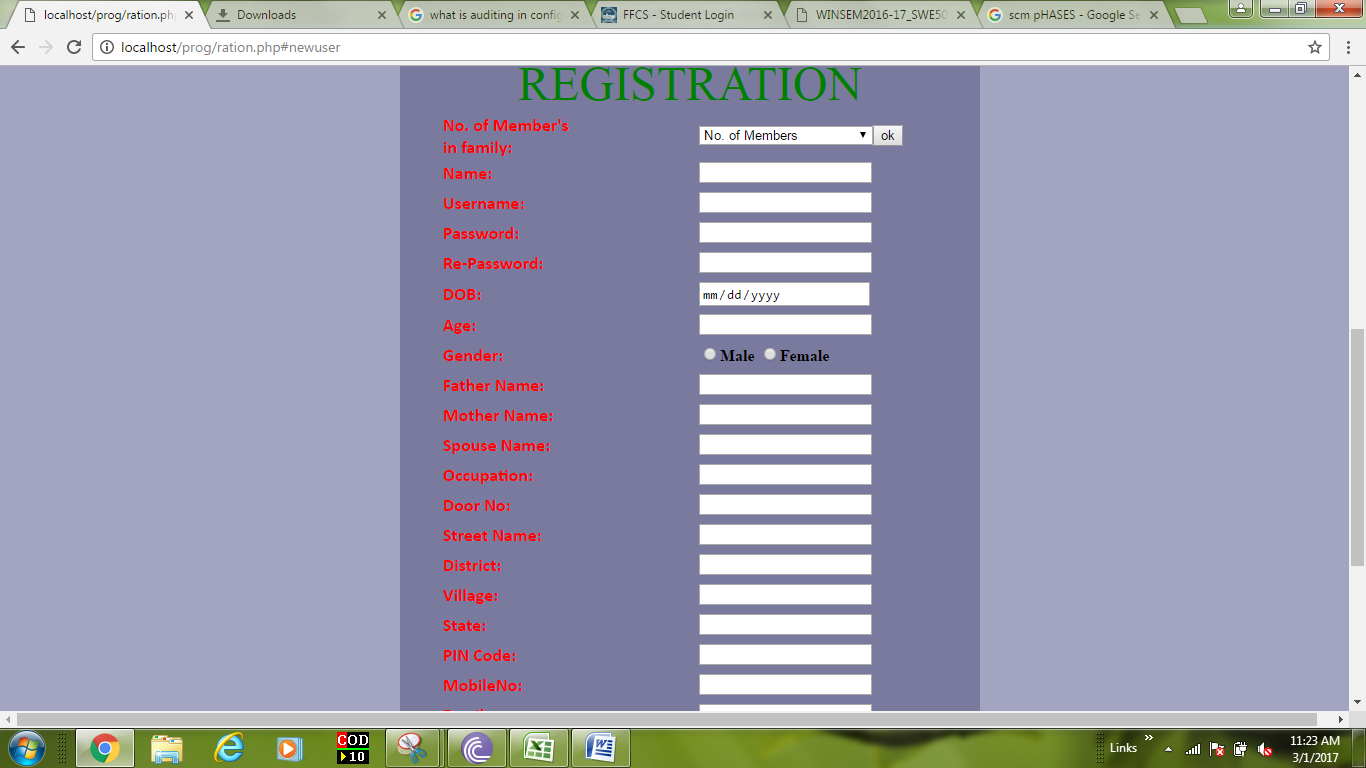 localhost/prog/ration.ph
Downloads
what is auditing in config
FFCS - Student Login
WINSEM2016-17_SWE50
scm pHASES - Google Se
localhost/prog/ration.php#newuser
REGISTRATION
No. of Member's
in family:
No. of Members
ok
Name:
Username:
Password:
Re-Password:
DOB:
mm/dd/yyyy
Age:
Gender:
Male
Female
Father Name:
Mother Name:
Spouse Name:
Occupation:
Door No:
Street Name:
District:
Village:
State:
PIN Code:
MobileNo:
COD
10
Links
11:23 AM
3/1/2017